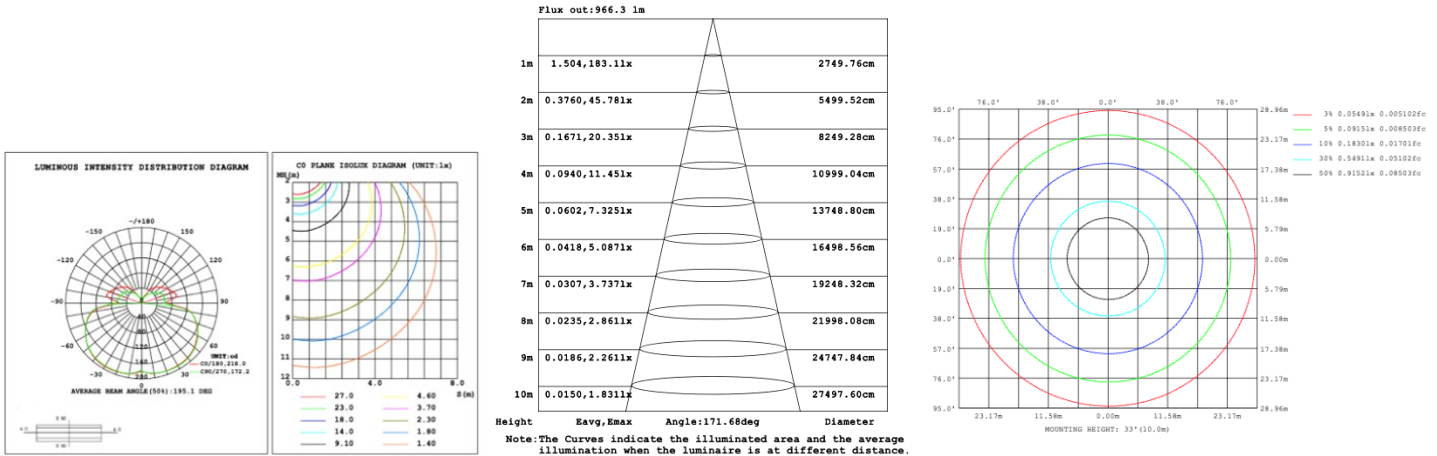 LUMINOUS INTENSITY DISTRIBUTION DIAGRAM
-/+180
-150 150
-120 120
-90 90
-60 60
-30 30
0
UNIT:cd
C0/180,218.0
C90/270,172.2
AVERAGE BEAM ANGLE(50%):195.1 DEG
C0 PLANE ISOLUX DIAGRAM (UNIT:lx)
MH(m)
2
3
4
5
6
7
8
9
10
11
12
0.0 4.0 8.0
S(m)
27.0 4.60
23.0 3.70
18.0 2.30
14.0 1.80
9.10 1.40
Flux out:966.3 lm
1m 1.504,183.1lx 2749.76cm
2m 0.3760,45.78lx 5499.52cm
3m 0.1671,20.35lx 8249.28cm
4m 0.0940,11.45lx 10999.04cm
5m 0.0602,7.325lx 13748.80cm
6m 0.0418,5.087lx 16498.56cm
7m 0.0307,3.737lx 19248.32cm
8m 0.0235,2.861lx 21998.08cm
9m 0.0186,2.261lx 24747.84cm
10m 0.0150,1.831lx 27497.60cm
Height Eavg,Emax Angle:171.68deg Diameter
Note:The Curves indicate the illuminated area and the average
illumination when the luminaire is at different distance.
76.0' 38.0' 0.0' 38.0' 76.0'
95.0' 28.96m
76.0' 23.17m
57.0' 17.38m
38.0' 11.58m
19.0' 5.79m
0.0' 0.00m
19.0' 5.79m
38.0' 11.58m
57.0' 17.38m
76.0' 23.17m
95.0' 28.96m
23.17m 11.58m 0.00m 11.58m 23.17m
MOUNTING HEIGHT: 33'(10.0m)
3% 0.0549lx 0.005102fc
5% 0.0915lx 0.008503fc
10% 0.1830lx 0.01701fc
30% 0.5491lx 0.05102fc
50% 0.9152lx 0.08503fc